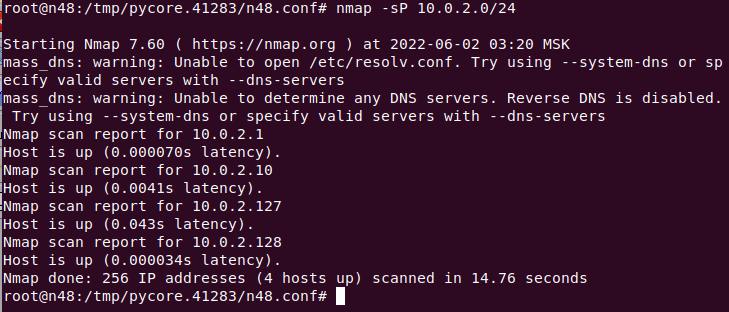 root@n48:/tmp/pycore.41283/n48.conf# nmap -sP 10.0.2.0/24
Starting Nmap 7.60 ( https://nmap.org ) at 2022-06-02 03:20 MSK
mass_dns: warning: Unable to open /etc/resolv.conf. Try using --system-dns or sp
ecify valid servers with --dns-servers
mass_dns: warning: Unable to determine any DNS servers. Reverse DNS is disabled.
 Try using --system-dns or specify valid servers with --dns-servers
Nmap scan report for 10.0.2.1
Host is up (0.000070s latency).
Nmap scan report for 10.0.2.10
Host is up (0.0041s latency).
Nmap scan report for 10.0.2.127
Host is up (0.043s latency).
Nmap scan report for 10.0.2.128
Host is up (0.000034s latency).
Nmap done: 256 IP addresses (4 hosts up) scanned in 14.76 seconds
root@n48:/tmp/pycore.41283/n48.conf#